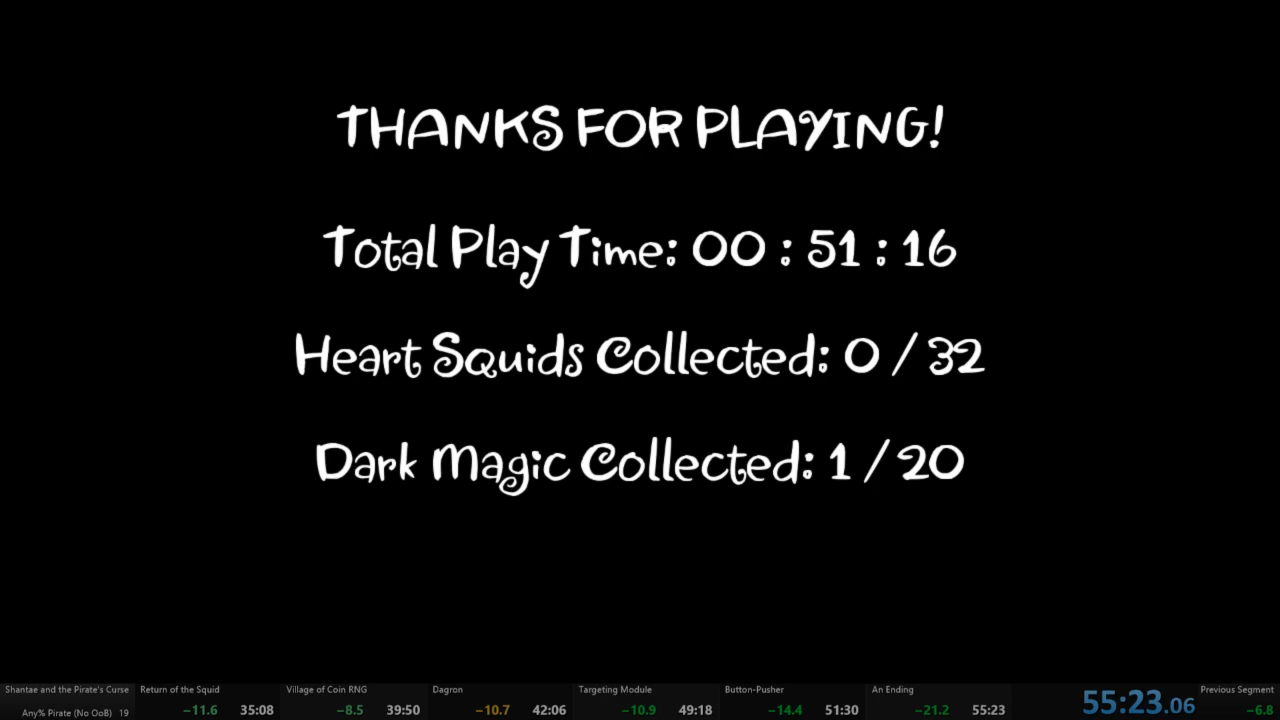 THANKS FOR PLAYING!
Total Play Time: 00 : 51 : 16
Heart Squids Collected: 0 / 32
Dark Magic Collected: 1 / 20
Shantae and the Pirate's Curse
Any% Pirate (No OoB) 19
Return of the Squid
−11.6 35:08
Village of Coin RNG
−8.5 39:50
Dagron
−10.7 42:06
Targeting Module
−10.9 49:18
Button-Pusher
−14.4 51:30
An Ending
−21.2 55:23
55:23.06
Previous Segment
−6.8